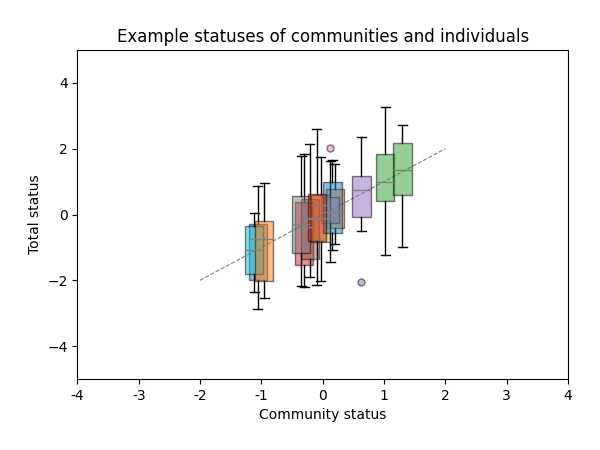 Example statuses of communities and individuals
4
2
0
−2
−4
Total status
-4 -3 -2 -1 0 1 2 3 4
Community status